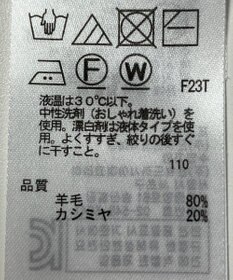 F
W
F23T
液温は30℃以下。
中性洗剤(おしゃれ着洗い)を
使用。漂白剤は液体タイプを使
用。よくすすぎ、絞りの後すぐ
に干すこと。
110
品質
羊毛 80%
カシミヤ 20%